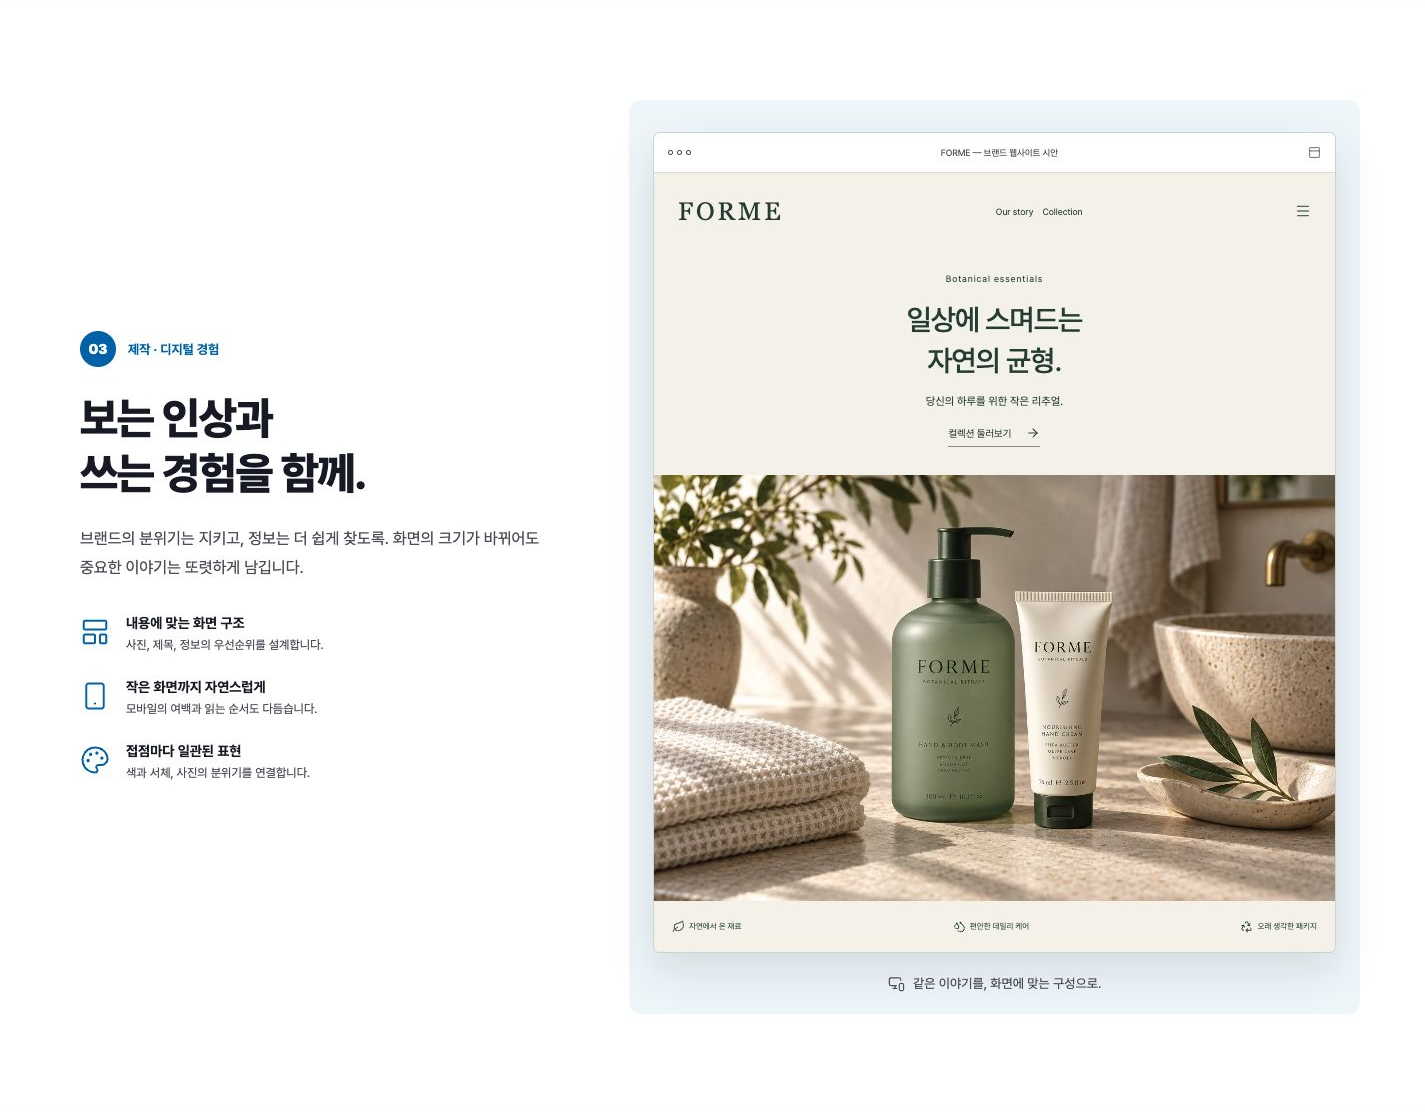 03
제작 · 디지털 경험
보는 인상과
쓰는 경험을 함께.
브랜드의 분위기는 지키고, 정보는 더 쉽게 찾도록. 화면의 크기가 바뀌어도
중요한 이야기는 또렷하게 남깁니다.
내용에 맞는 화면 구조
사진, 제목, 정보의 우선순위를 설계합니다.
작은 화면까지 자연스럽게
모바일의 여백과 읽는 순서도 다듬습니다.
접점마다 일관된 표현
색과 서체, 사진의 분위기를 연결합니다.
FORME — 브랜드 웹사이트 시안
FORME
Our story Collection
Botanical essentials
일상에 스며드는
자연의 균형.
당신의 하루를 위한 작은 리추얼.
컬렉션 둘러보기
FORME
BOTANICAL RITUALS
HAND & BODY WASH
FORME
BOTANICAL RITUALS
NOURISHING
HAND CREAM
자연에서 온 재료
편안한 데일리 케어
오래 생각한 패키지
같은 이야기를, 화면에 맞는 구성으로.